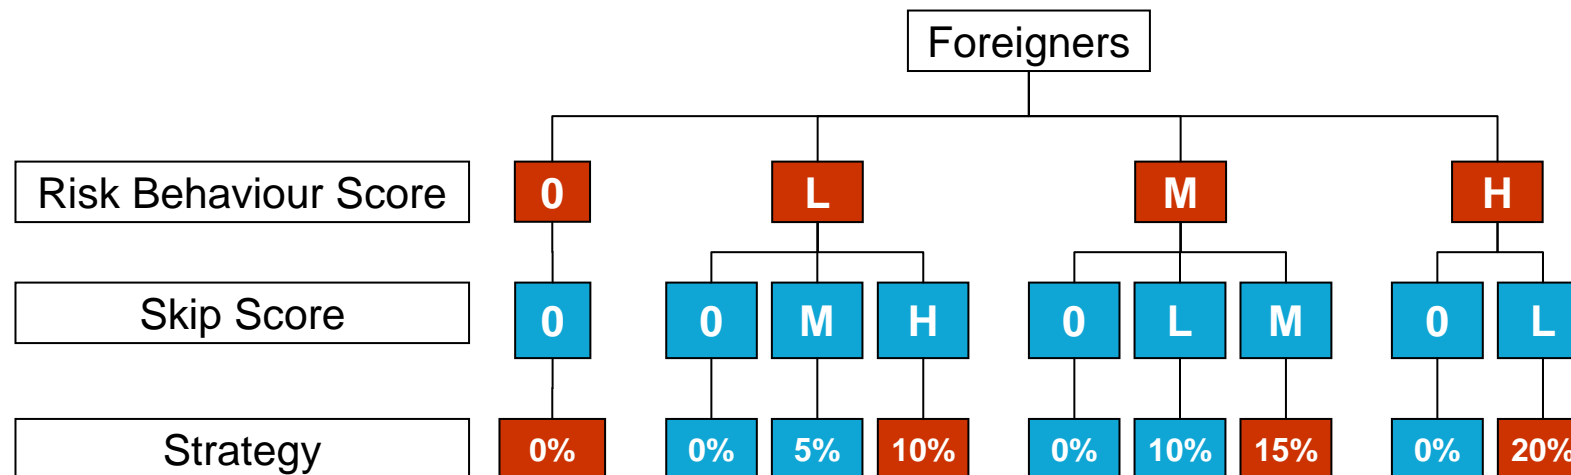 Foreigners
Risk Behaviour Score 0 L M H
Skip Score 0 0 M H 0 L M 0 L
Strategy 0% 0% 5% 10% 0% 10% 15% 0% 20%